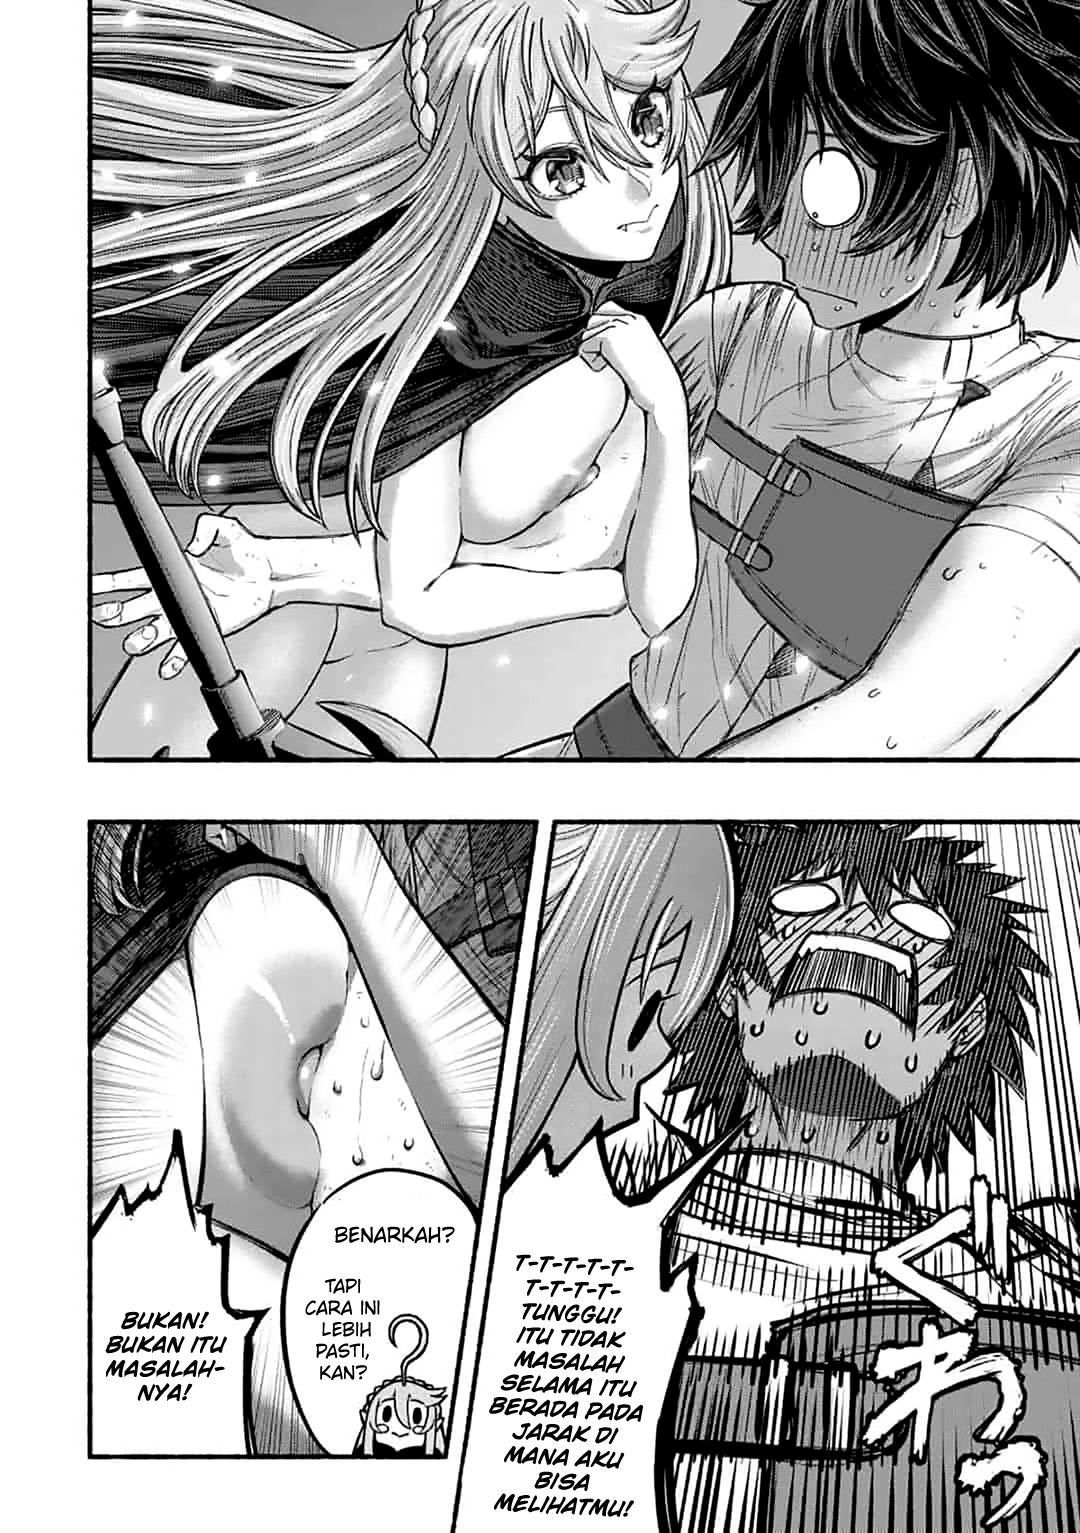 T-T-T-T-T-
T-T-T-T-
TUNGGU!
ITU TIDAK
MASALAH
SELAMA ITU
BERADA PADA
JARAK DI
MANA AKU
BISA
MELIHATMU!
BENARKAH?
TAPI
CARA INI
LEBIH
PASTI,
KAN?
?
BUKAN!
BUKAN ITU
MASALAH-
NYA!